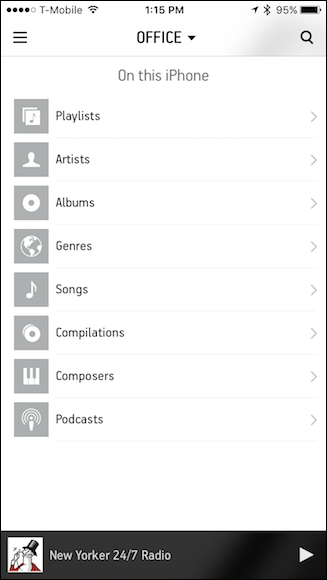 T-Mobile 1:15 PM 95%
OFFICE
On this iPhone
Playlists
Artists
Albums
Genres
Songs
Compilations
Composers
Podcasts
New Yorker 24/7 Radio